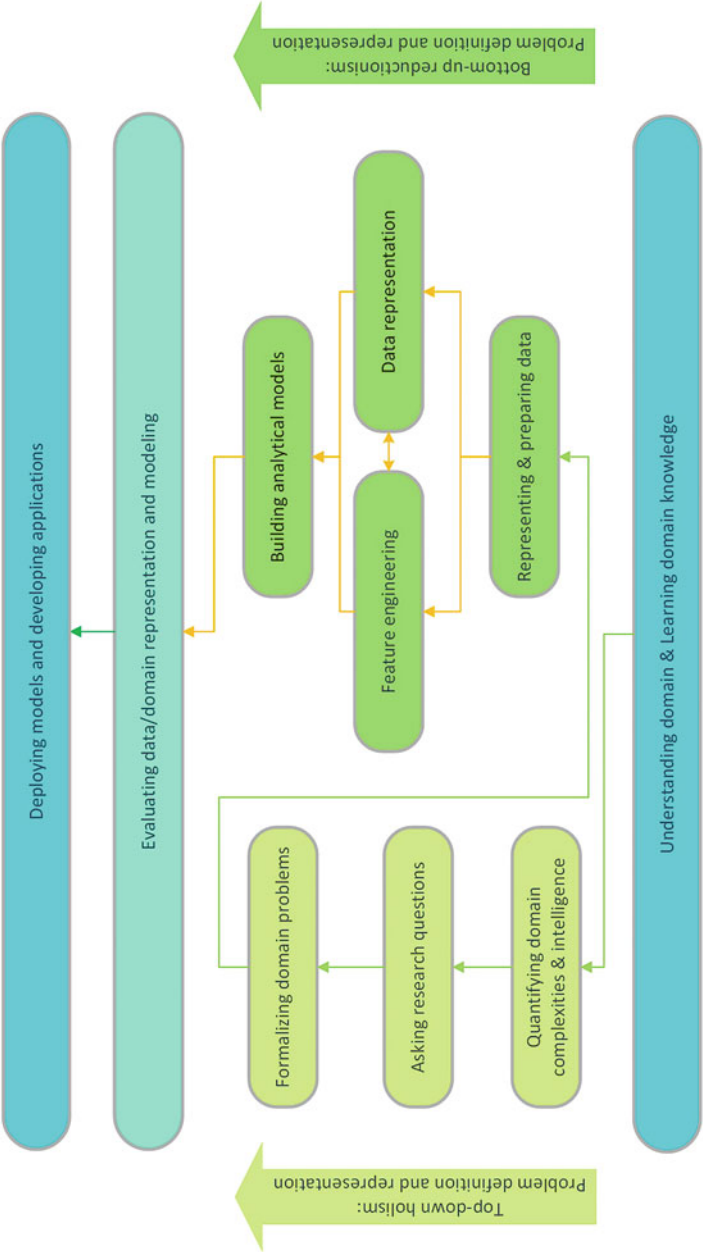 Deploying models and developing applications
Evaluating data/domain representation and modeling
Building analytical models
Feature engineering
Data representation
Representing & preparing data
Formalizing domain problems
Asking research questions
Quantifying domain
complexities & intelligence
Understanding domain & Learning domain knowledge
Top-down holism:
Problem definition and representation
Bottom-up reductionism:
Problem definition and representation